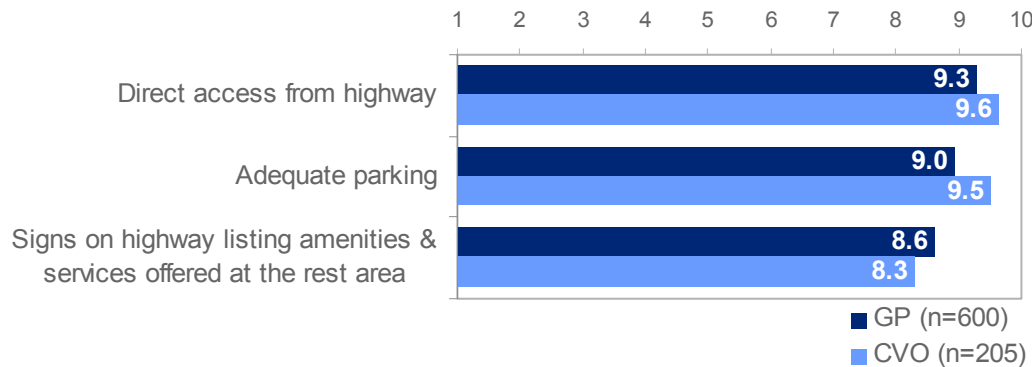 1 2 3 4 5 6 7 8 9 10
Direct access from highway
9.3
9.6
Adequate parking
9.0
9.5
Signs on highway listing amenities &
services offered at the rest area
8.6
8.3
GP (n=600)
CVO (n=205)